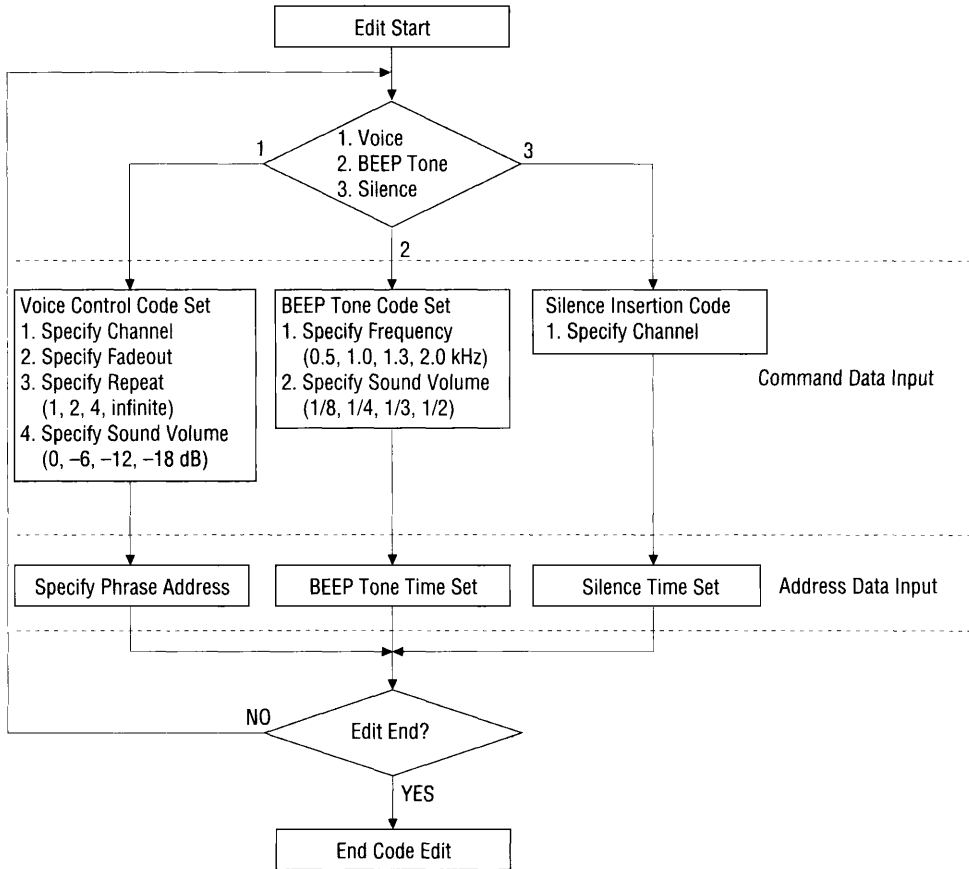 Edit Start
1. Voice
2. BEEP Tone
3. Silence
1
3
2
Voice Control Code Set
1. Specify Channel
2. Specify Fadeout
3. Specify Repeat
(1, 2, 4, infinite)
4. Specify Sound Volume
(0, –6, –12, –18 dB)
BEEP Tone Code Set
1. Specify Frequency
(0.5, 1.0, 1.3, 2.0 kHz)
2. Specify Sound Volume
(1/8, 1/4, 1/3, 1/2)
Silence Insertion Code
1. Specify Channel
Command Data Input
Specify Phrase Address
BEEP Tone Time Set
Silence Time Set
Address Data Input
NO
Edit End?
YES
End Code Edit